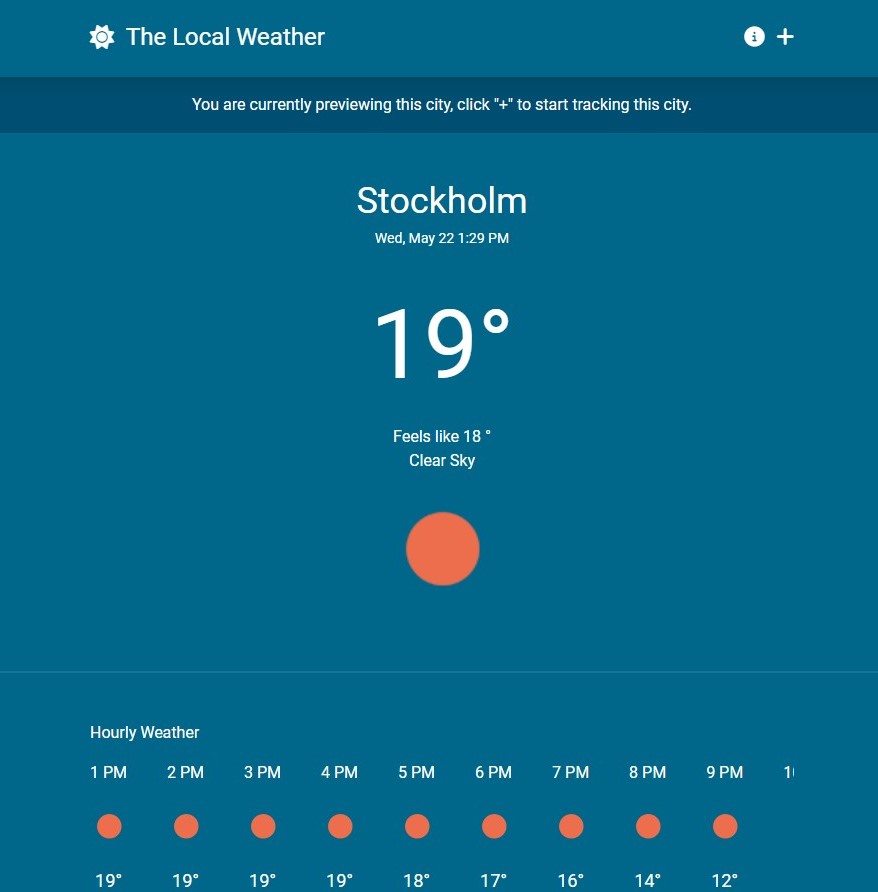 The Local Weather
You are currently previewing this city, click "+" to start tracking this city.
Stockholm
Wed, May 22 1:29 PM
19°
Feels like 18 °
Clear Sky
Hourly Weather
1 PM 2 PM 3 PM 4 PM 5 PM 6 PM 7 PM 8 PM 9 PM
19° 19° 19° 19° 18° 17° 16° 14° 12°